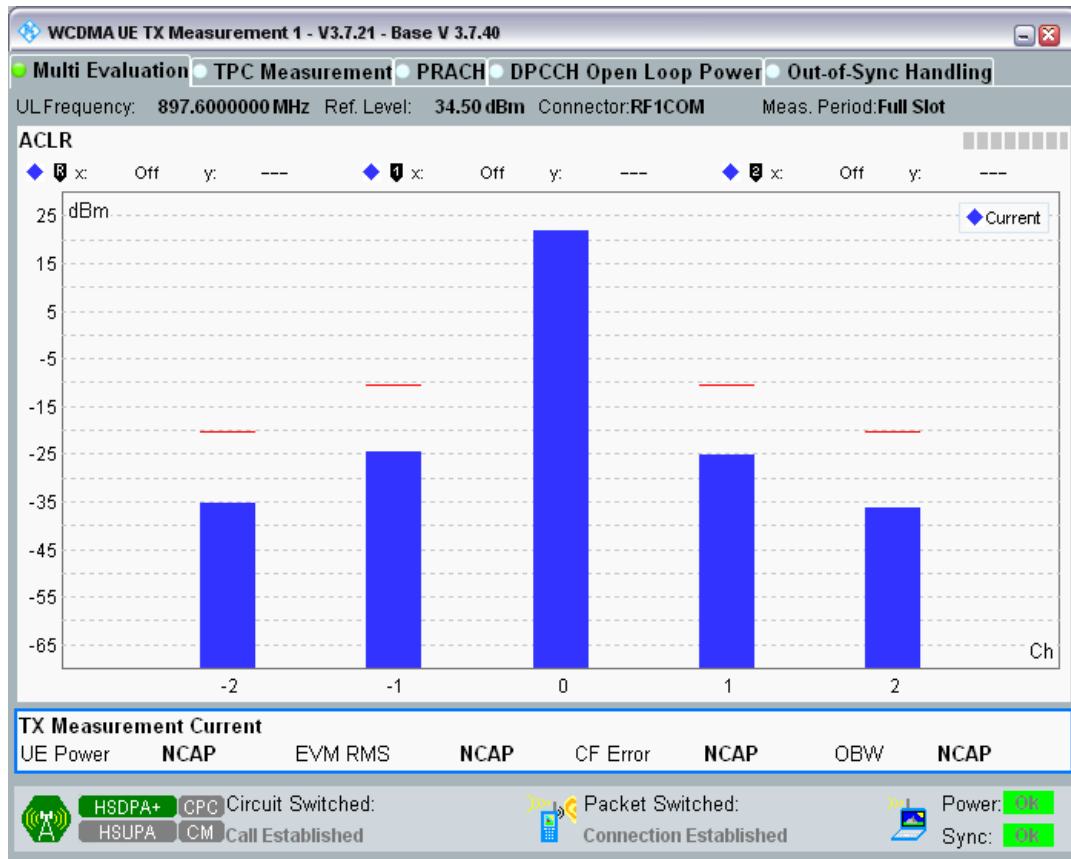 WCDMA UE TX Measurement 1 - V3.7.21 - Base V 3.7.40
Multi Evaluation TPC Measurement PRACH DPCCH Open Loop Power Out-of-Sync Handling
UL Frequency: 897.6000000 MHz Ref. Level: 34.50 dBm Connector:RF1COM Meas. Period:Full Slot
ACLR
R x: Off y: --- 1 x: Off y: --- 2 x: Off y: ---
dBm
Current
25
15
5
-5
-15
-25
-35
-45
-55
-65
Ch
-2 -1 0 1 2
TX Measurement Current
UE Power NCAP EVM RMS NCAP CF Error NCAP OBW NCAP
HSDPA+ CPC Circuit Switched: Packet Switched: Power: Ok
HSUPA CM Call Established Connection Established Sync: Ok